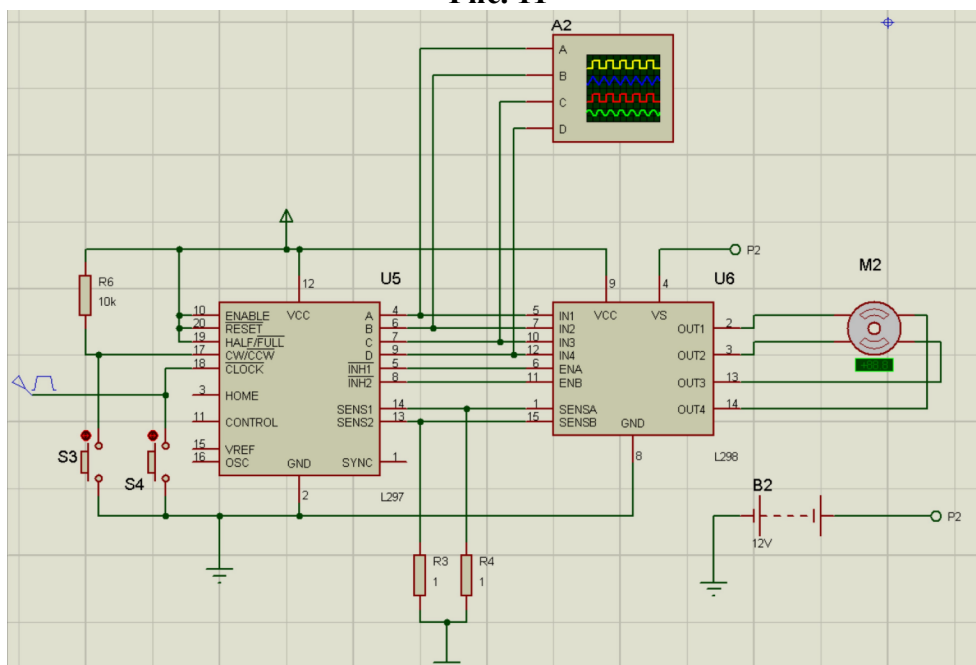 Рис. 11
A2
A
B
C
D
P2
R6
10k
12
U5
9
4
U6
M2
10 ENABLE VCC A 4
20 RESET B 6
19 HALF/FULL C 7
17 CW/CCW D 9
18 CLOCK INH1 5
3 HOME INH2 8
11 CONTROL SENS1 14
SENS2 13
15 VREF
16 OSC GND SYNC 1
2
L297
5 IN1 VCC VS
7 IN2 OUT1 2
10 IN3
12 IN4 OUT2 3
6 ENA
11 ENB OUT3 13
1 SENSA OUT4 14
15 SENSB GND
8
L298
S3
S4
B2
12V
P2
R3
1
R4
1